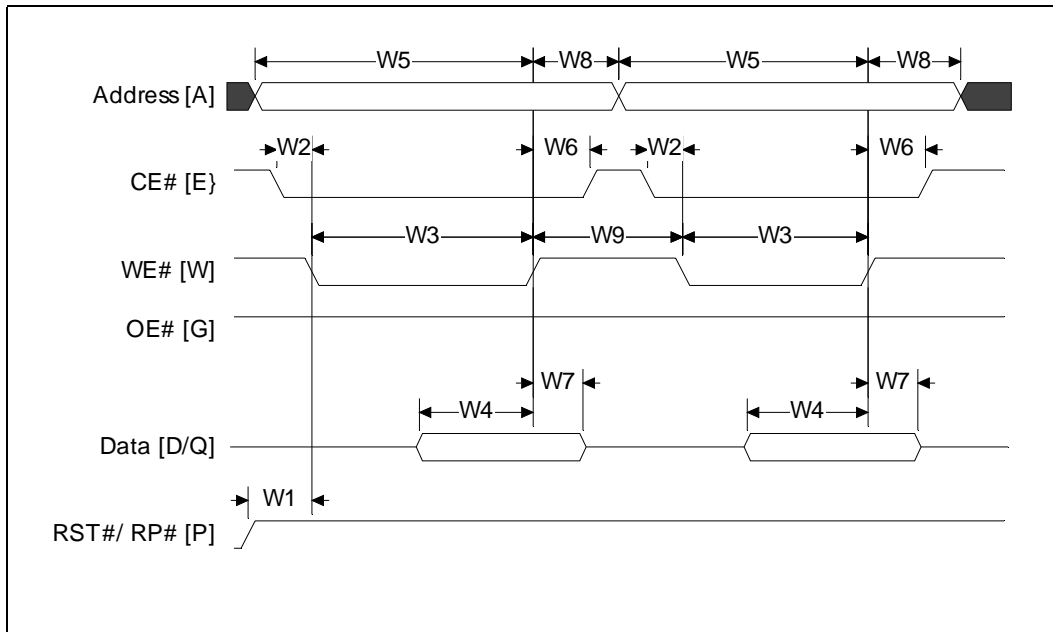 W5 W8 W5 W8
Address [A]
W2 W6 W2 W6
CE# [E}
W3 W9 W3
WE# [W]
OE# [G]
W7 W7
W4 W4
Data [D/Q]
W1
RST#/ RP# [P]